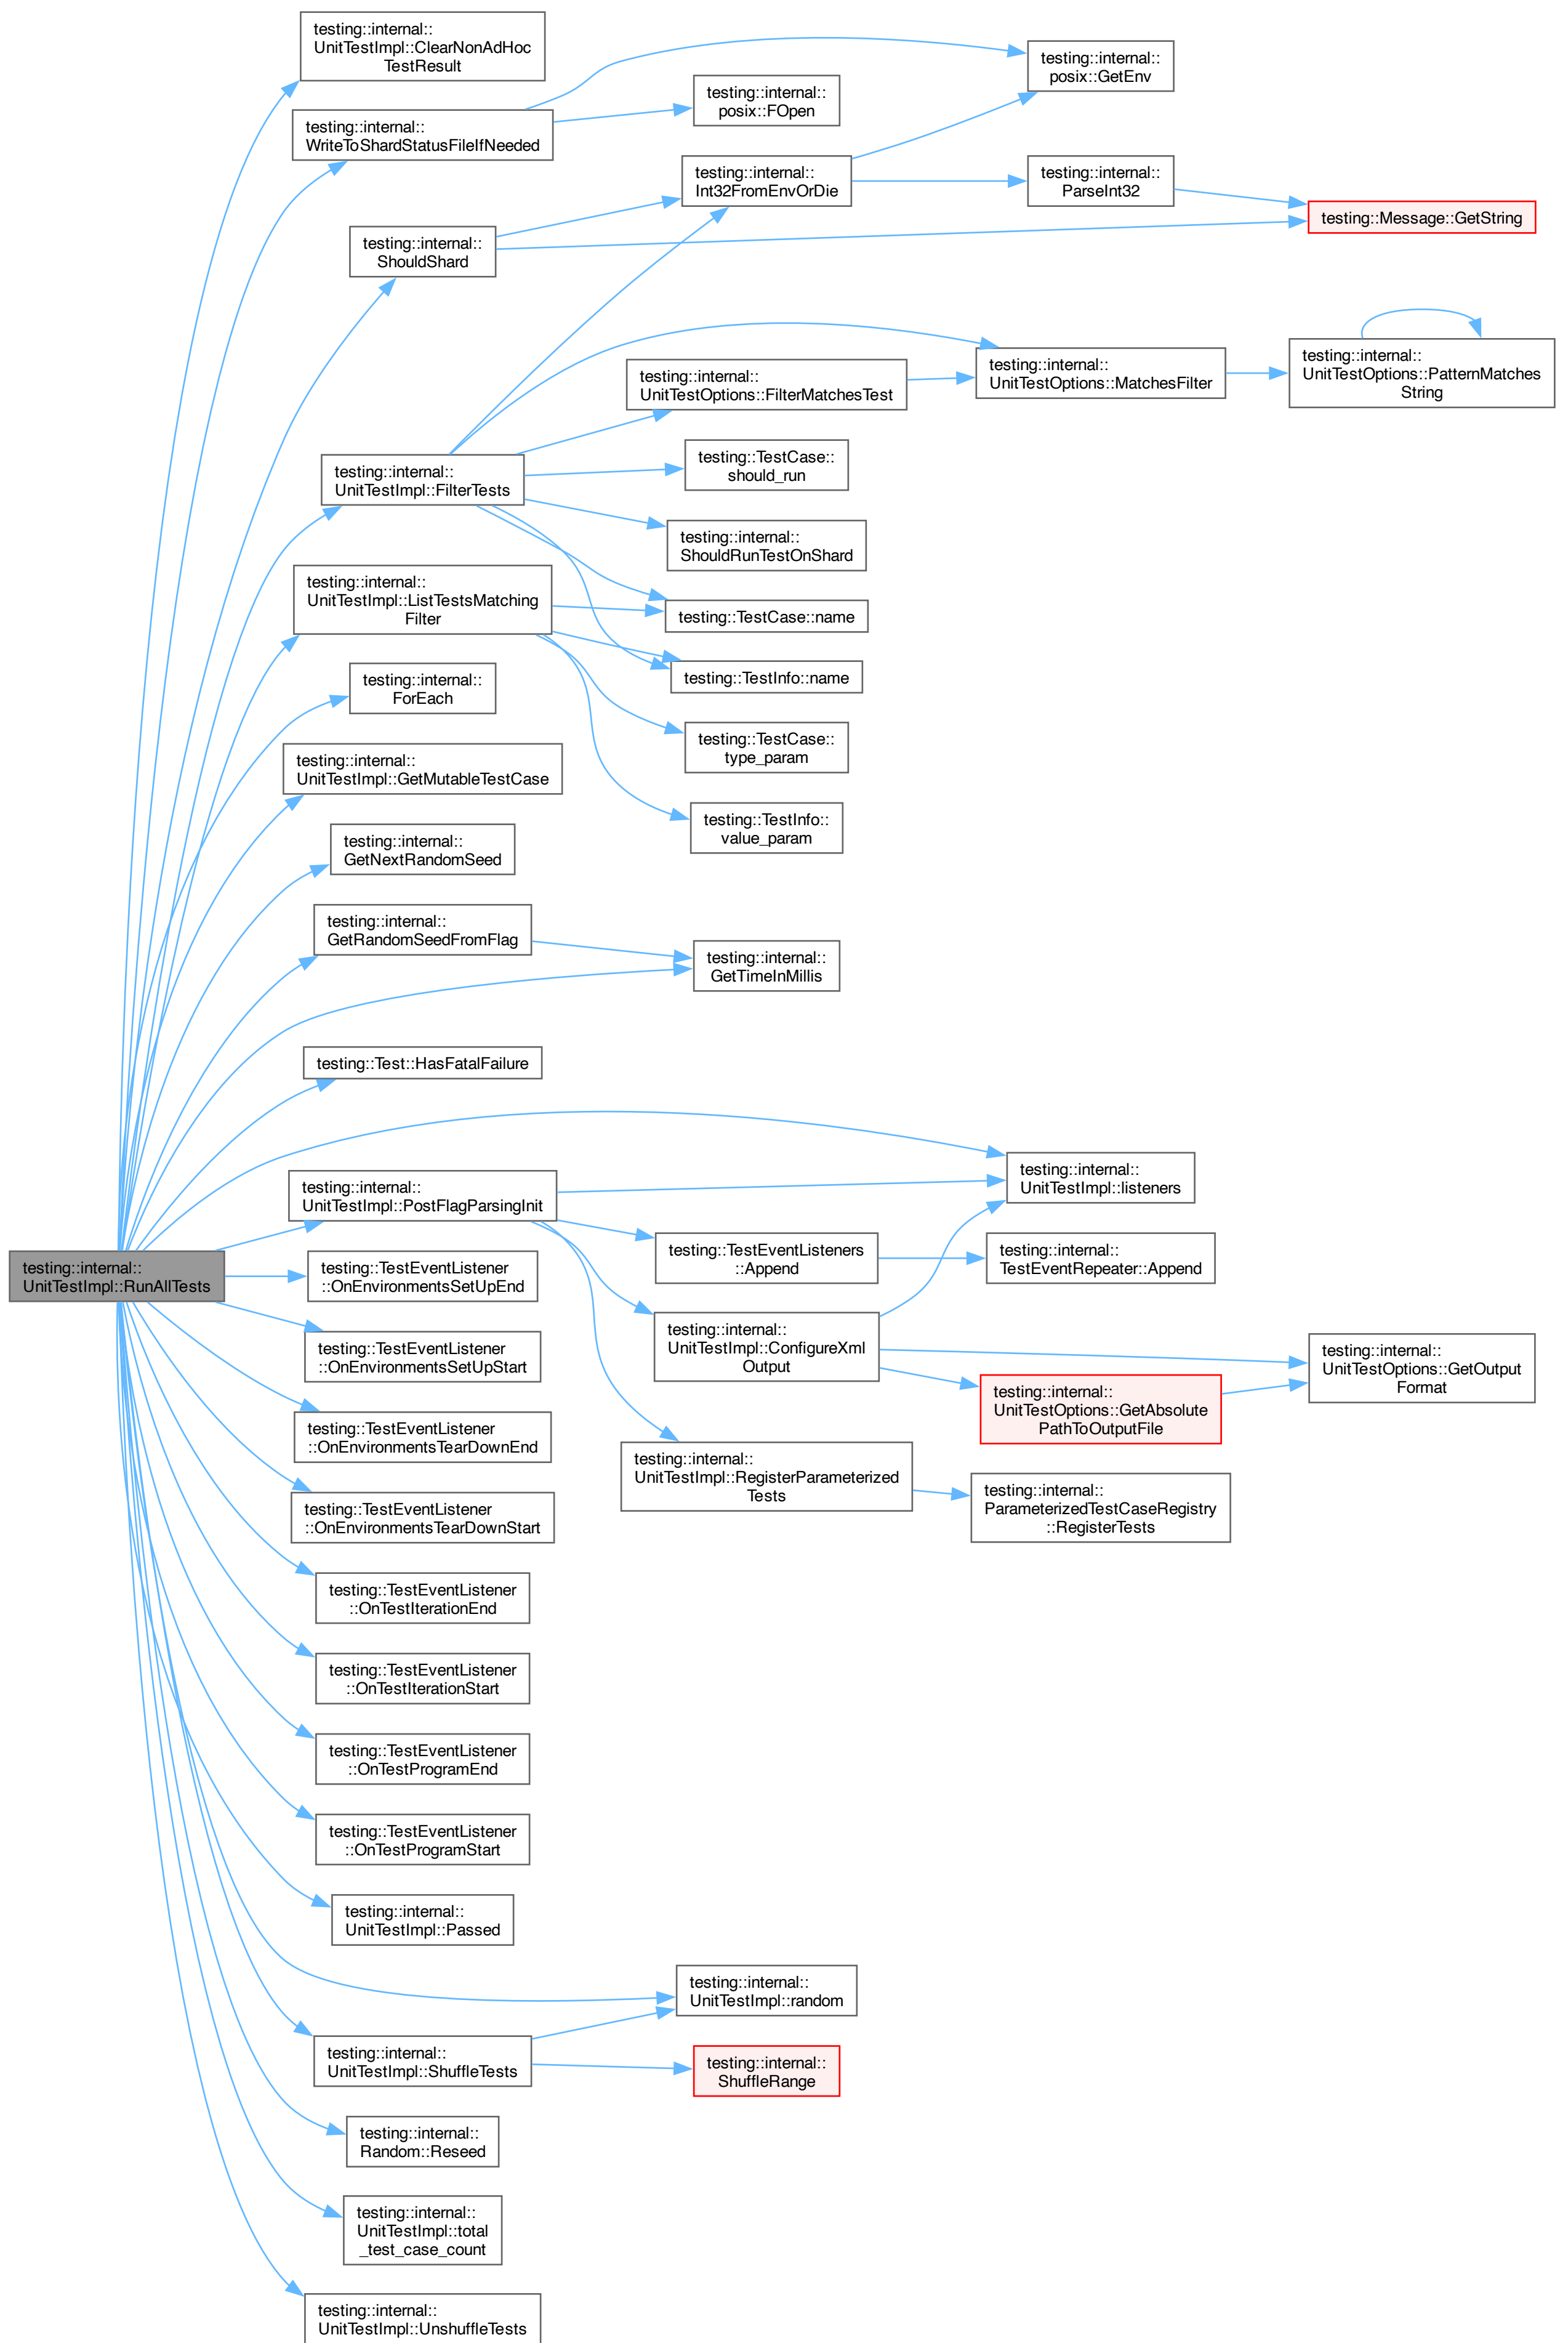 testing::internal::
UnitTestImpl::ClearNonAdHoc
TestResult
testing::internal::
posix::GetEnv
testing::internal::
posix::FOpen
testing::internal::
WriteToShardStatusFileIfNeeded
testing::internal::
Int32FromEnvOrDie
testing::internal::
ParseInt32
testing::Message::GetString
testing::internal::
ShouldShard
testing::internal::
UnitTestOptions::FilterMatchesTest
testing::internal::
UnitTestOptions::MatchesFilter
testing::internal::
UnitTestOptions::PatternMatches
String
testing::internal::
UnitTestImpl::FilterTests
testing::TestCase::
should_run
testing::internal::
ShouldRunTestOnShard
testing::internal::
UnitTestImpl::ListTestsMatching
Filter
testing::TestCase::name
testing::TestInfo::name
testing::internal::
ForEach
testing::TestCase::
type_param
testing::internal::
UnitTestImpl::GetMutableTestCase
testing::TestInfo::
value_param
testing::internal::
GetNextRandomSeed
testing::internal::
GetRandomSeedFromFlag
testing::internal::
GetTimeInMillis
testing::Test::HasFatalFailure
testing::internal::
UnitTestImpl::listeners
testing::internal::
UnitTestImpl::PostFlagParsingInit
testing::TestEventListeners
::Append
testing::internal::
TestEventRepeater::Append
testing::internal::
UnitTestImpl::RunAllTests
testing::TestEventListener
::OnEnvironmentsSetUpEnd
testing::internal::
UnitTestImpl::ConfigureXml
Output
testing::internal::
UnitTestOptions::GetOutput
Format
testing::TestEventListener
::OnEnvironmentsSetUpStart
testing::internal::
UnitTestOptions::GetAbsolute
PathToOutputFile
testing::TestEventListener
::OnEnvironmentsTearDownEnd
testing::internal::
UnitTestImpl::RegisterParameterized
Tests
testing::internal::
ParameterizedTestCaseRegistry
::RegisterTests
testing::TestEventListener
::OnEnvironmentsTearDownStart
testing::TestEventListener
::OnTestIterationEnd
testing::TestEventListener
::OnTestIterationStart
testing::TestEventListener
::OnTestProgramEnd
testing::TestEventListener
::OnTestProgramStart
testing::internal::
UnitTestImpl::Passed
testing::internal::
UnitTestImpl::random
testing::internal::
UnitTestImpl::ShuffleTests
testing::internal::
ShuffleRange
testing::internal::
Random::Reseed
testing::internal::
UnitTestImpl::total
_test_case_count
testing::internal::
UnitTestImpl::UnshuffleTests